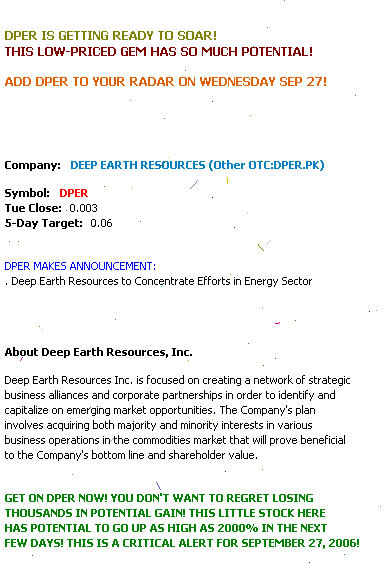 DPER IS GETTING READY TO SOAR!
THIS LOW-PRICED GEM HAS SO MUCH POTENTIAL!
ADD DPER TO YOUR RADAR ON WEDNESDAY SEP 27!
Company: DEEP EARTH RESOURCES (Other OTC:DPER.PK)
Symbol: DPER
Tue Close: 0.003
5-Day Target: 0.06
DPER MAKES ANNOUNCEMENT:
. Deep Earth Resources to Concentrate Efforts in Energy Sector
About Deep Earth Resources, Inc.
Deep Earth Resources Inc. is focused on creating a network of strategic
business alliances and corporate partnerships in order to identify and
capitalize on emerging market opportunities. The Company's plan
involves acquiring both majority and minority interests in various
business operations in the commodities market that will prove beneficial
to the Company's bottom line and shareholder value.
GET ON DPER NOW! YOU DON'T WANT TO REGRET LOSING
THOUSANDS IN POTENTIAL GAIN! THIS LITTLE STOCK HERE
HAS POTENTIAL TO GO UP AS HIGH AS 2000% IN THE NEXT
FEW DAYS! THIS IS A CRITICAL ALERT FOR SEPTEMBER 27, 2006!